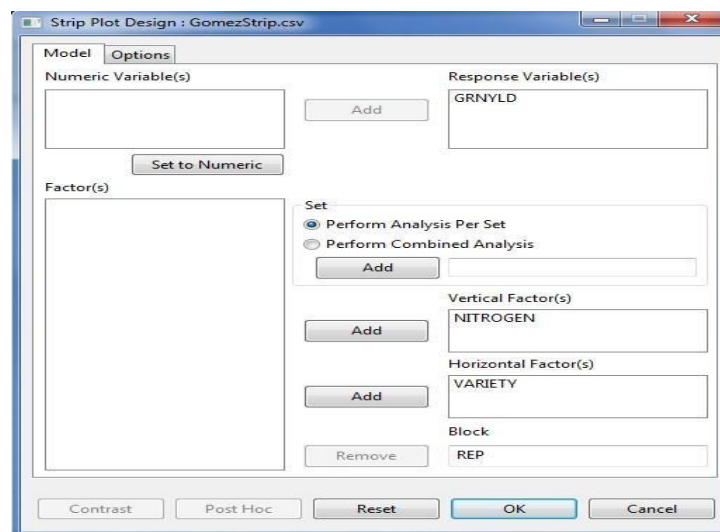 Strip Plot Design : GomezStrip.csv
Model Options
Numeric Variable(s)
Response Variable(s)
Add
GRNYLD
Set to Numeric
Factor(s)
Set
Perform Analysis Per Set
Perform Combined Analysis
Add
Vertical Factor(s)
Add
NITROGEN
Horizontal Factor(s)
Add
VARIETY
Block
Remove
REP
Contrast Post Hoc Reset OK Cancel